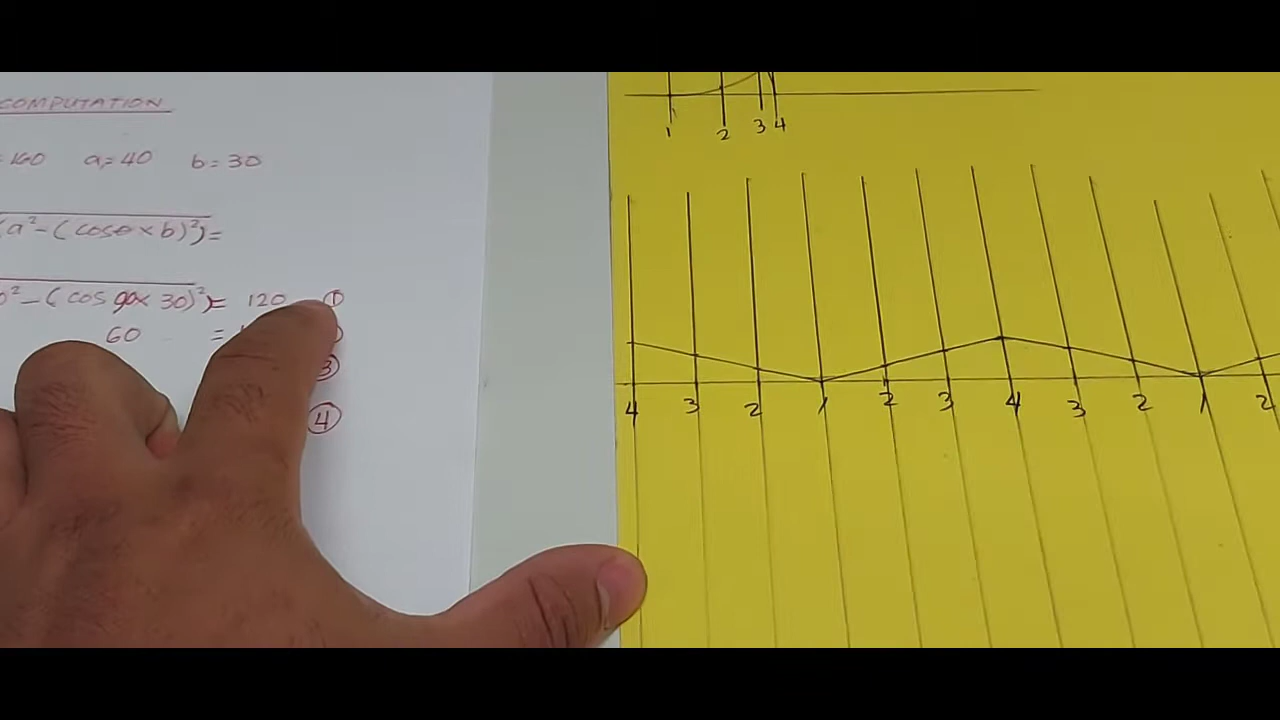 COMPUTATION
= 160 a = 40 b = 30
(a² - (cosθ x b)²) =
0² - (cos 90 x 30)²) = 120 ①
60 =
③
④
1 2 3 4
4 3 2 1 2 3 4 3 2 1 2